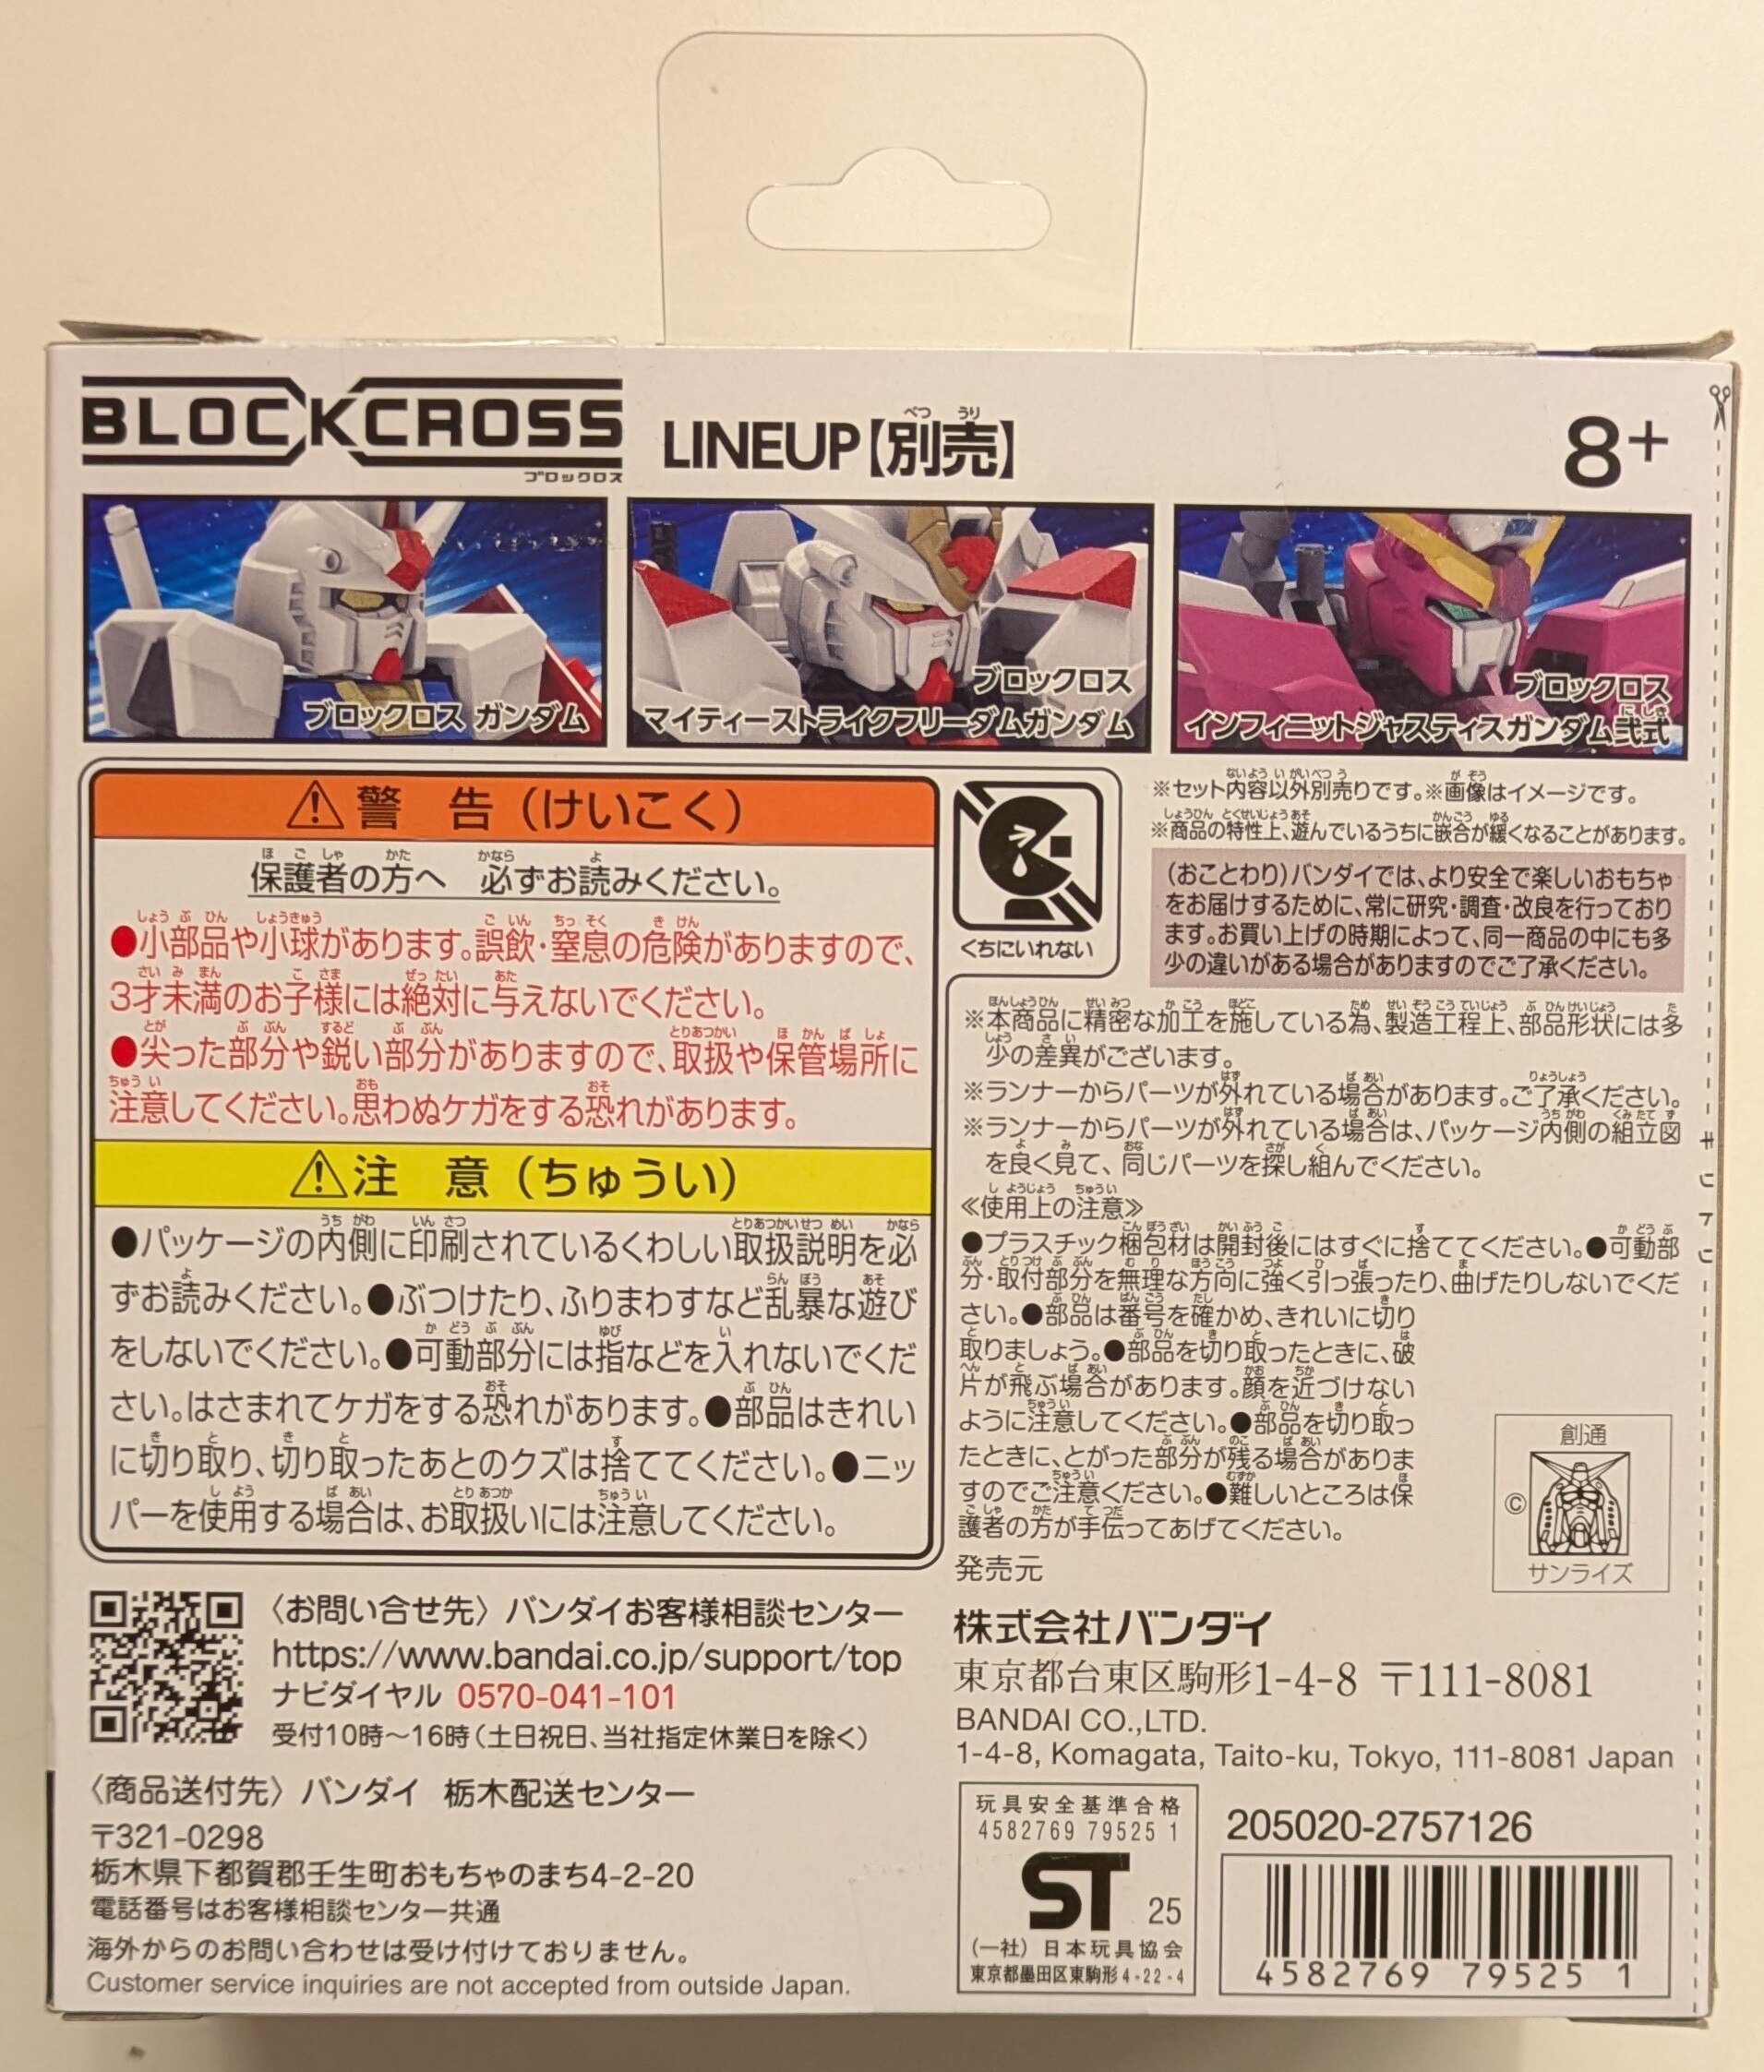 BLOCKCROSS
ブロックロス
LINEUP【別売】
8+
ブロックロス ガンダム
ブロックロス
マイティーストライクフリーダムガンダム
ブロックロス
インフィニットジャスティスガンダム弐式
⚠警 告（けいこく）
保護者の方へ 必ずお読みください。
●小部品や小球があります。誤飲・窒息の危険がありますので、
3才未満のお子様には絶対に与えないでください。
●尖った部分や鋭い部分がありますので、取扱や保管場所に
注意してください。思わぬケガをする恐れがあります。
⚠注 意（ちゅうい）
●パッケージの内側に印刷されているくわしい取扱説明を必
ずお読みください。●ぶつけたり、ふりまわすなど乱暴な遊び
をしないでください。●可動部分には指などを入れないでくだ
さい。はさまれてケガをする恐れがあります。●部品はきれい
に切り取り、切り取ったあとのクズは捨ててください。●ニッ
パーを使用する場合は、お取扱いには注意してください。
くちにいれない
※セット内容以外別売りです。※画像はイメージです。
※商品の特性上、遊んでいるうちに嵌合が緩くなることがあります。
（おことわり）バンダイでは、より安全で楽しいおもちゃ
をお届けするために、常に研究・調査・改良を行っており
ます。お買い上げの時期によって、同一商品の中にも多
少の違いがある場合がありますのでご了承ください。
※本商品に精密な加工を施している為、製造工程上、部品形状には多
少の差異がございます。
※ランナーからパーツが外れている場合があります。ご了承ください。
※ランナーからパーツが外れている場合は、パッケージ内側の組立図
を良く見て、同じパーツを探し組んでください。
≪使用上の注意≫
●プラスチック梱包材は開封後にはすぐに捨ててください。●可動部
分・取付部分を無理な方向に強く引っ張ったり、曲げたりしないでくだ
さい。●部品は番号を確かめ、きれいに切り
取りましょう。●部品を切り取ったときに、破
片が飛ぶ場合があります。顔を近づけない
ように注意してください。●部品を切り取っ
たときに、とがった部分が残る場合がありま
すのでご注意ください。●難しいところは保
護者の方が手伝ってあげてください。
キリトリ
創通
©
サンライズ
発売元
株式会社バンダイ
東京都台東区駒形1-4-8 〒111-8081
BANDAI CO.,LTD.
1-4-8, Komagata, Taito-ku, Tokyo, 111-8081 Japan
〈お問い合せ先〉バンダイお客様相談センター
https://www.bandai.co.jp/support/top
ナビダイヤル 0570-041-101
受付10時～16時（土日祝日、当社指定休業日を除く）
〈商品送付先〉バンダイ 栃木配送センター
〒321-0298
栃木県下都賀郡壬生町おもちゃのまち4-2-20
電話番号はお客様相談センター共通
海外からのお問い合わせは受け付けておりません。
Customer service inquiries are not accepted from outside Japan.
玩具安全基準合格
4582769 79525 1
ST 25
（一社）日本玩具協会
東京都墨田区東駒形4-22-4
205020-2757126
4582769 79525 1